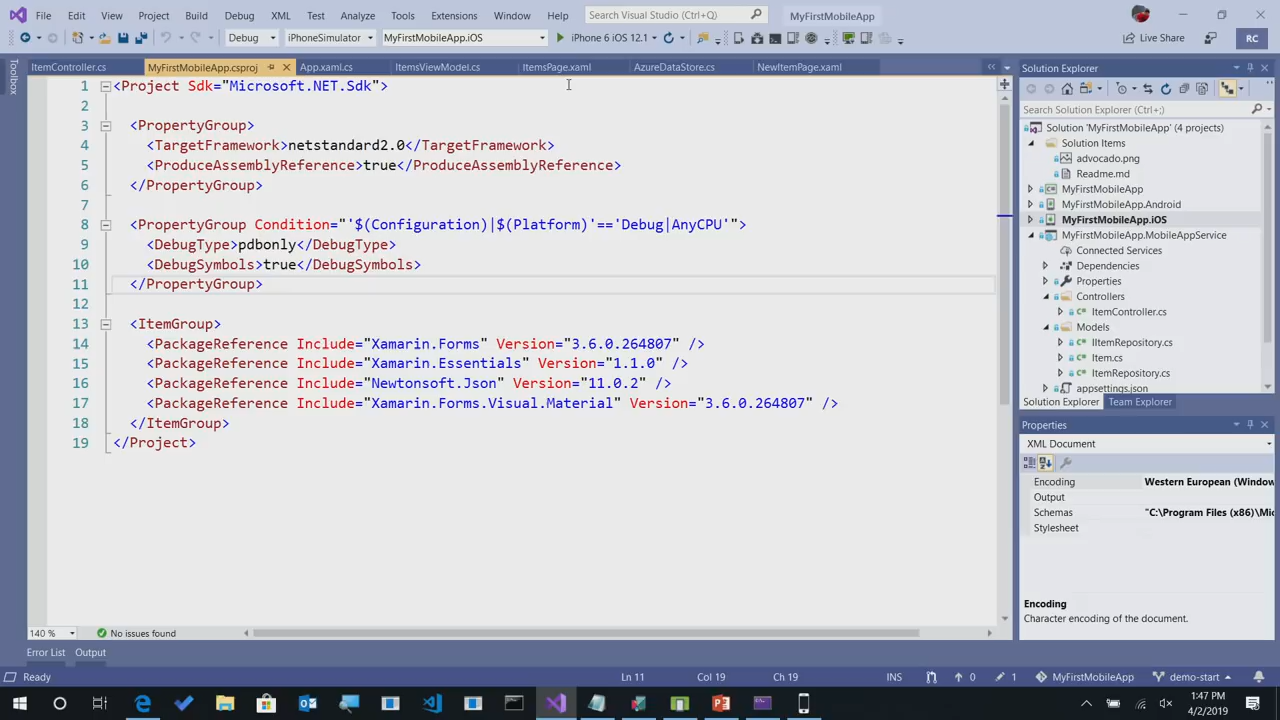 File Edit View Project Build Debug XML Test Analyze Tools Extensions Window Help Search Visual Studio (Ctrl+Q) MyFirstMobileApp
Debug iPhoneSimulator MyFirstMobileApp.iOS iPhone 6 iOS 12.1 Live Share RC
Toolbox
ItemController.cs MyFirstMobileApp.csproj App.xaml.cs ItemsViewModel.cs ItemsPage.xaml AzureDataStore.cs NewItemPage.xaml
1 <Project Sdk="Microsoft.NET.Sdk">
2
3 <PropertyGroup>
4 <TargetFramework>netstandard2.0</TargetFramework>
5 <ProduceAssemblyReference>true</ProduceAssemblyReference>
6 </PropertyGroup>
7
8 <PropertyGroup Condition="'$(Configuration)|$(Platform)'=='Debug|AnyCPU'">
9 <DebugType>pdbonly</DebugType>
10 <DebugSymbols>true</DebugSymbols>
11 </PropertyGroup>
12
13 <ItemGroup>
14 <PackageReference Include="Xamarin.Forms" Version="3.6.0.264807" />
15 <PackageReference Include="Xamarin.Essentials" Version="1.1.0" />
16 <PackageReference Include="Newtonsoft.Json" Version="11.0.2" />
17 <PackageReference Include="Xamarin.Forms.Visual.Material" Version="3.6.0.264807" />
18 </ItemGroup>
19 </Project>
140 % No issues found
Error List Output
Solution Explorer
Search Solution Explorer (Ctrl+;)
Solution 'MyFirstMobileApp' (4 projects)
Solution Items
advocado.png
Readme.md
MyFirstMobileApp
MyFirstMobileApp.Android
MyFirstMobileApp.iOS
MyFirstMobileApp.MobileAppService
Connected Services
Dependencies
Properties
Controllers
ItemController.cs
Models
IItemRepository.cs
Item.cs
ItemRepository.cs
appsettings.json
Solution Explorer Team Explorer
Properties
XML Document
Encoding Western European (Window
Output
Schemas "C:\Program Files (x86)\Mic
Stylesheet
Encoding
Character encoding of the document.
Ready Ln 11 Col 19 Ch 19 INS 0 1 MyFirstMobileApp demo-start
1:47 PM
4/2/2019